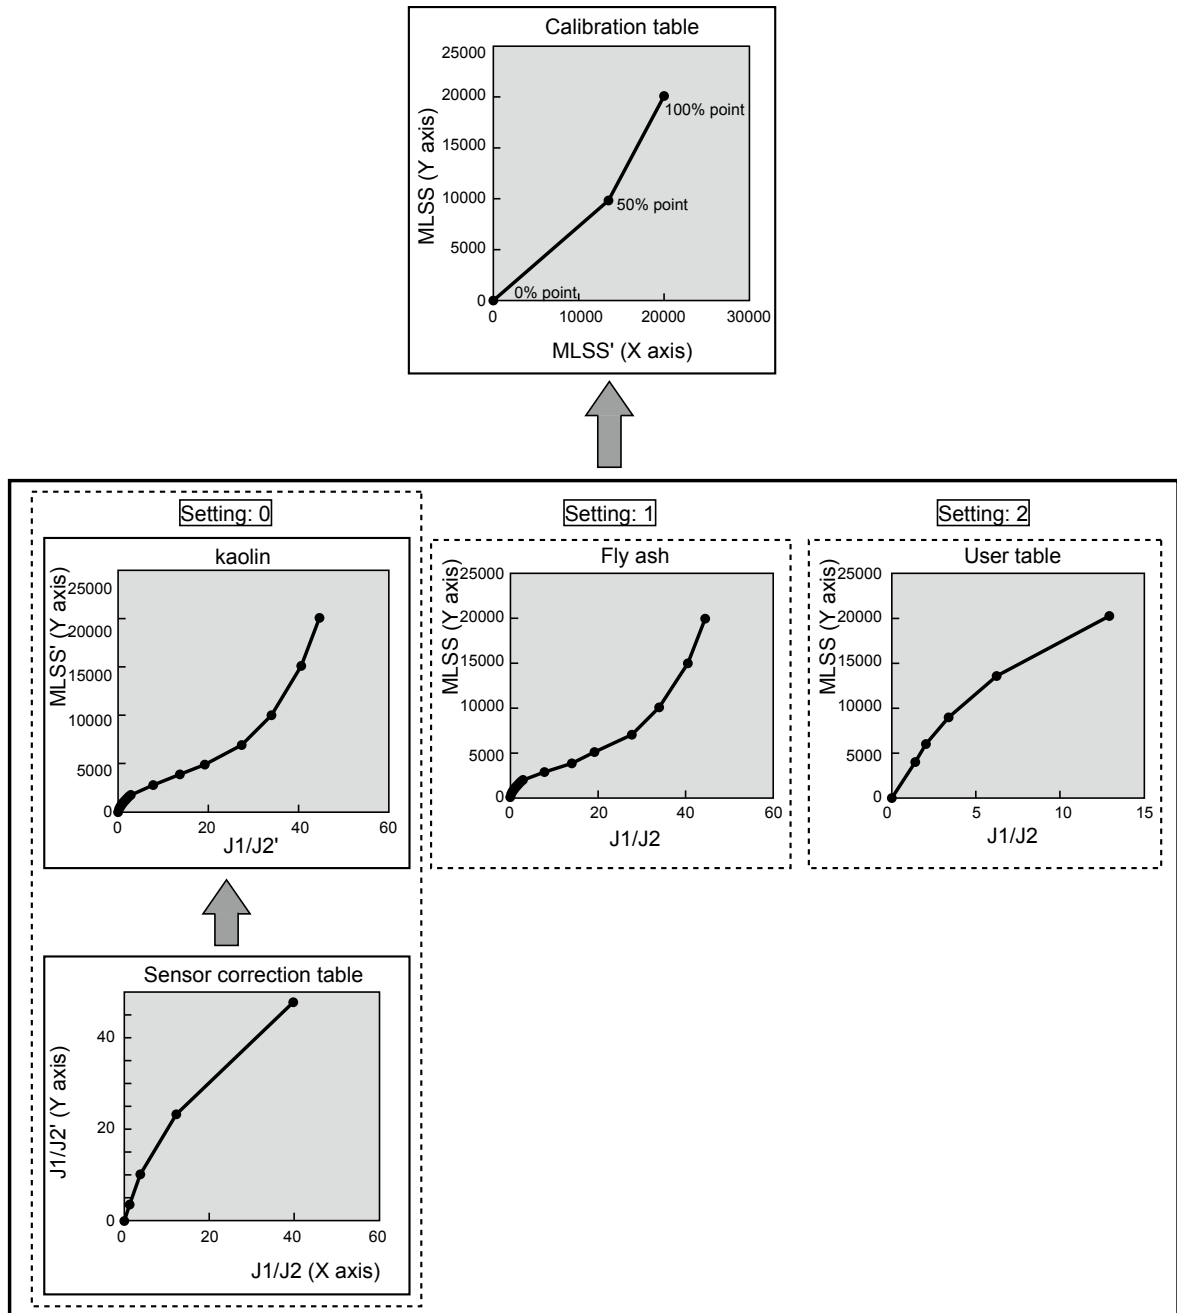 Calibration table
MLSS (Y axis)
25000
20000
15000
10000
5000
0
100% point
50% point
0% point
0 10000 20000 30000
MLSS' (X axis)
Setting: 0
kaolin
MLSS' (Y axis)
25000
20000
15000
10000
5000
0
0 20 40 60
J1/J2'
Setting: 1
Fly ash
MLSS (Y axis)
25000
20000
15000
10000
5000
0
0 20 40 60
J1/J2
Setting: 2
User table
MLSS (Y axis)
25000
20000
15000
10000
5000
0
0 5 10 15
J1/J2
Sensor correction table
J1/J2' (Y axis)
40
20
0
0 20 40 60
J1/J2 (X axis)